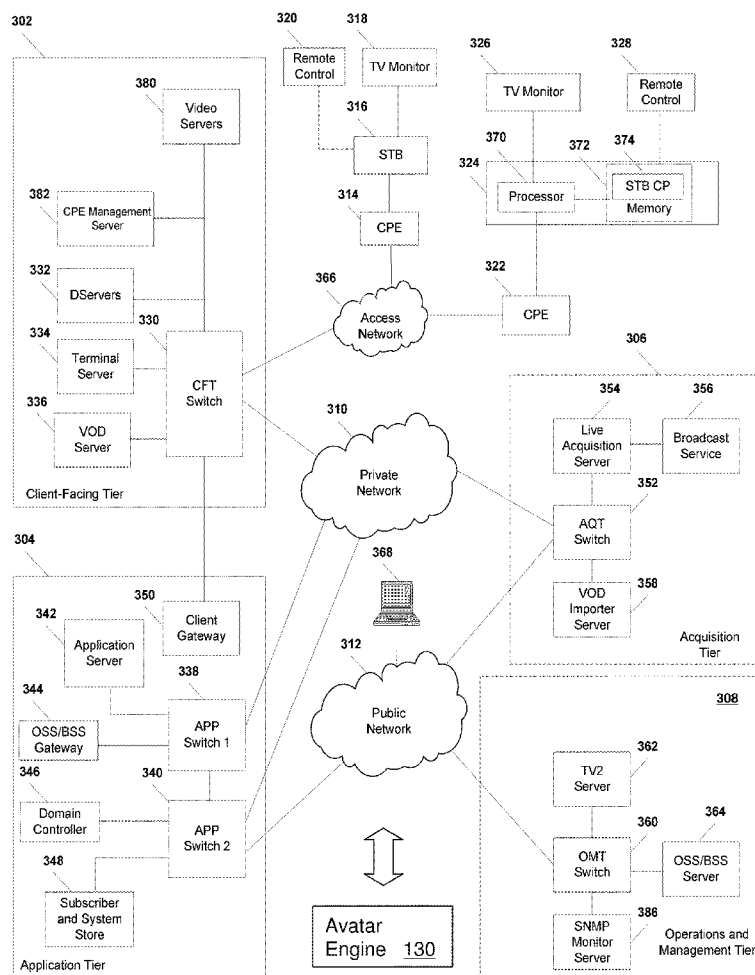 302
320
318
326
328
Remote
Control
TV Monitor
TV Monitor
Remote
Control
380
Video
Servers
316
STB
370
372
374
324
Processor
STB CP
Memory
382
CPE Management
Server
314
CPE
332
DServers
330
366
Access
Network
322
CPE
334
Terminal
Server
CFT
Switch
306
336
VOD
Server
310
Private
Network
354
356
Live
Acquisition
Server
Broadcast
Service
Client-Facing Tier
352
AQT
Switch
304
368
350
Client
Gateway
342
Application
Server
358
VOD
Importer
Server
Acquisition
Tier
338
312
Public
Network
344
OSS/BSS
Gateway
APP
Switch 1
308
362
TV2
Server
346
340
Domain
Controller
APP
Switch 2
360
364
OMT
Switch
OSS/BSS
Server
348
Subscriber
and System
Store
386
SNMP
Monitor
Server
Avatar
Engine 130
Operations and
Management Tier
Application Tier